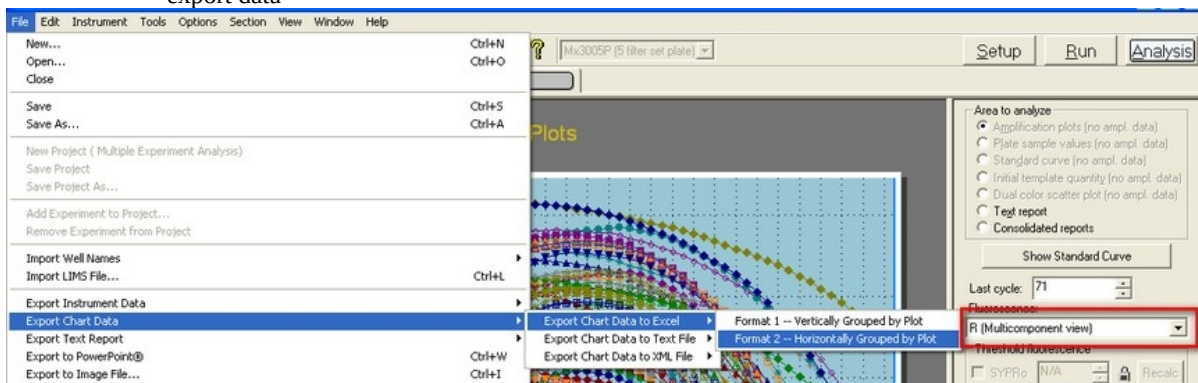 export data
File Edit Instrument Tools Options Section View Window Help
New... Ctrl+N
Open... Ctrl+O
Close
Save Ctrl+S
Save As... Ctrl+A
New Project ( Multiple Experiment Analysis)
Save Project
Save Project As...
Add Experiment to Project...
Remove Experiment from Project
Import Well Names
Import LIMS File... Ctrl+L
Export Instrument Data
Export Chart Data
Export Text Report
Export to PowerPoint® Ctrl+W
Export to Image File... Ctrl+I
Export Chart Data to Excel
Export Chart Data to Text File
Export Chart Data to XML File
Format 1 -- Vertically Grouped by Plot
Format 2 -- Horizontally Grouped by Plot
? Mx3005P (5 filter set plate)
Plots
Setup Run Analysis
Area to analyze
Amplification plots (no ampl. data)
Plate sample values (no ampl. data)
Standard curve (no ampl. data)
Initial template quantity (no ampl. data)
Dual color scatter plot (no ampl. data)
Text report
Consolidated reports
Show Standard Curve
Last cycle: 71
Fluorescence:
R (Multicomponent view)
Threshold fluorescence
SYPRo N/A Recalc